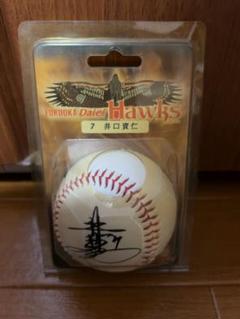 FUKUOKA Daiei Hawks
7 井口資仁